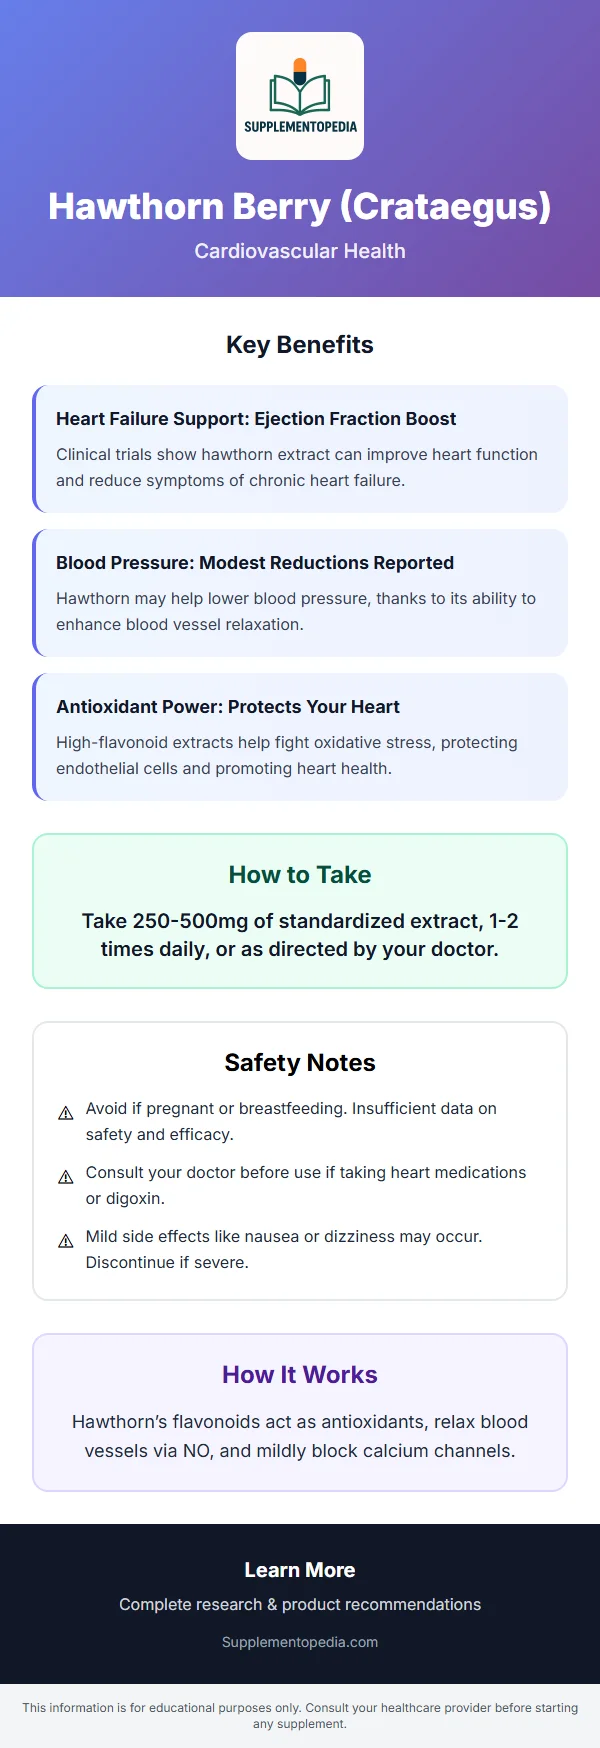 SUPPLEMENTOPEDIA
Hawthorn Berry (Crataegus)
Cardiovascular Health
Key Benefits
Heart Failure Support: Ejection Fraction Boost
Clinical trials show hawthorn extract can improve heart function
and reduce symptoms of chronic heart failure.
Blood Pressure: Modest Reductions Reported
Hawthorn may help lower blood pressure, thanks to its ability to
enhance blood vessel relaxation.
Antioxidant Power: Protects Your Heart
High-flavonoid extracts help fight oxidative stress, protecting
endothelial cells and promoting heart health.
How to Take
Take 250-500mg of standardized extract, 1-2
times daily, or as directed by your doctor.
Safety Notes
⚠ Avoid if pregnant or breastfeeding. Insufficient data on
safety and efficacy.
⚠ Consult your doctor before use if taking heart medications
or digoxin.
⚠ Mild side effects like nausea or dizziness may occur.
Discontinue if severe.
How It Works
Hawthorn’s flavonoids act as antioxidants, relax blood
vessels via NO, and mildly block calcium channels.
Learn More
Complete research & product recommendations
Supplementopedia.com
This information is for educational purposes only. Consult your healthcare provider before starting
any supplement.